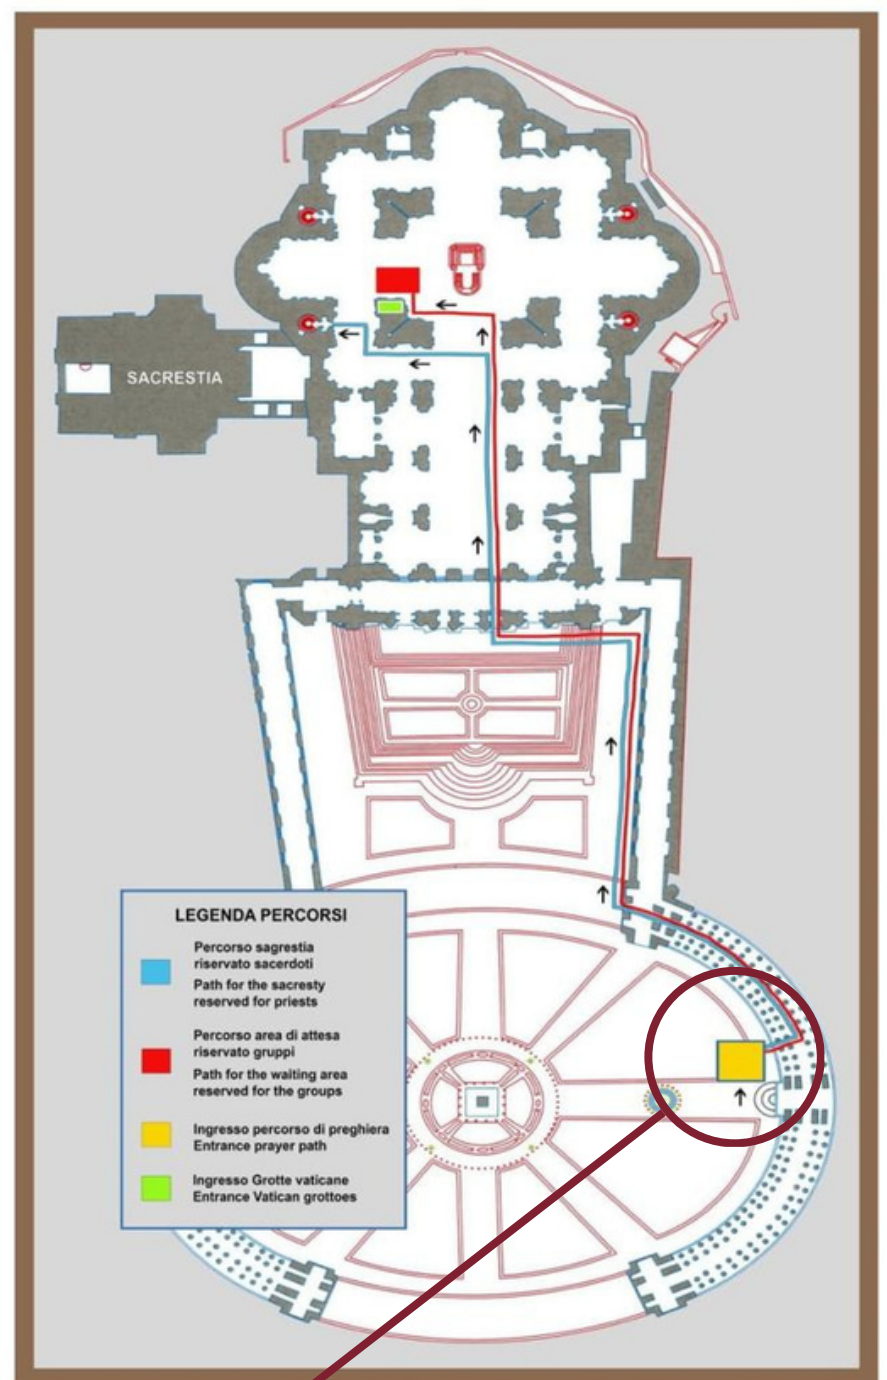 SACRESTIA
LEGENDA PERCORSI
Percorso sagrestia
riservato sacerdoti
Path for the sacresty
reserved for priests
Percorso area di attesa
riservato gruppi
Path for the waiting area
reserved for the groups
Ingresso percorso di preghiera
Entrance prayer path
Ingresso Grotte vaticane
Entrance Vatican grottoes